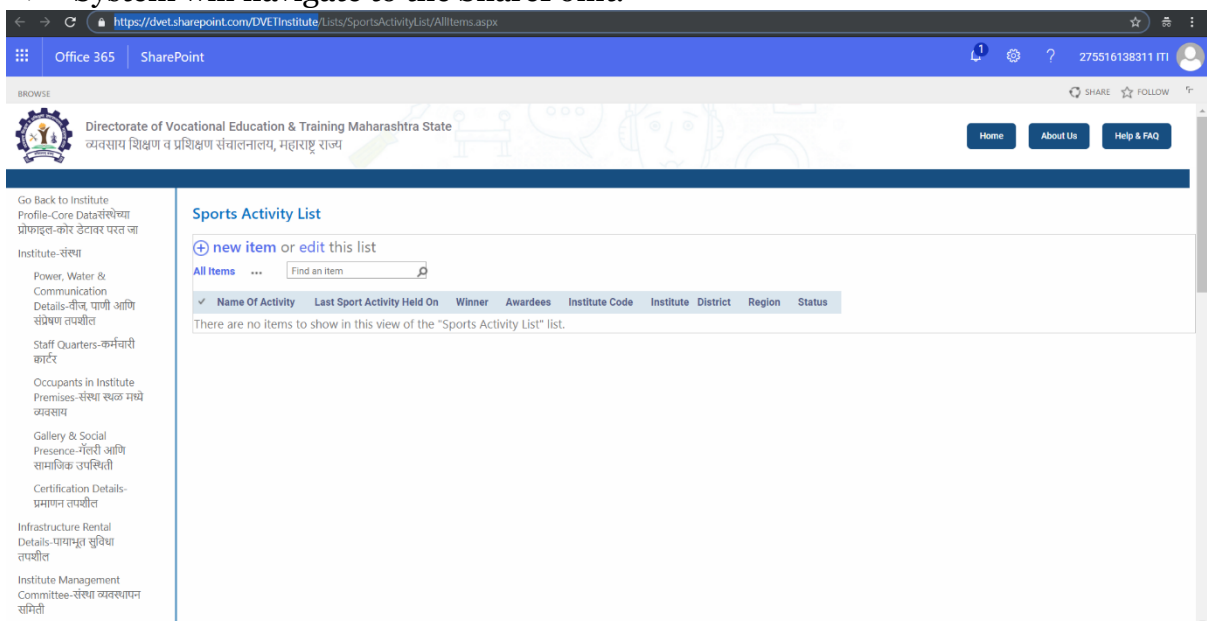 System will navigate to the SharePoint.
https://dvet.sharepoint.com/DVETInstitute/Lists/SportsActivityList/AllItems.aspx
Office 365 SharePoint 1 ? 275516138311 ITI
BROWSE SHARE FOLLOW
Directorate of Vocational Education & Training Maharashtra State
व्यवसाय शिक्षण व प्रशिक्षण संचालनालय, महाराष्ट्र राज्य
Home About Us Help & FAQ
Go Back to Institute
Profile-Core Dataसंस्थेच्या
प्रोफाइल-कोर डेटावर परत जा
Institute-संस्था
Power, Water &
Communication
Details-वीज, पाणी आणि
संप्रेषण तपशील
Staff Quarters-कर्मचारी
क्वार्टर
Occupants in Institute
Premises-संस्था स्थळ मध्ये
व्यवसाय
Gallery & Social
Presence-गॅलरी आणि
सामाजिक उपस्थिती
Certification Details-
प्रमाणन तपशील
Infrastructure Rental
Details-पायाभूत सुविधा
तपशील
Institute Management
Committee-संस्था व्यवस्थापन
समिती
Sports Activity List
new item or edit this list
All Items ... Find an item
Name Of Activity Last Sport Activity Held On Winner Awardees Institute Code Institute District Region Status
There are no items to show in this view of the "Sports Activity List" list.